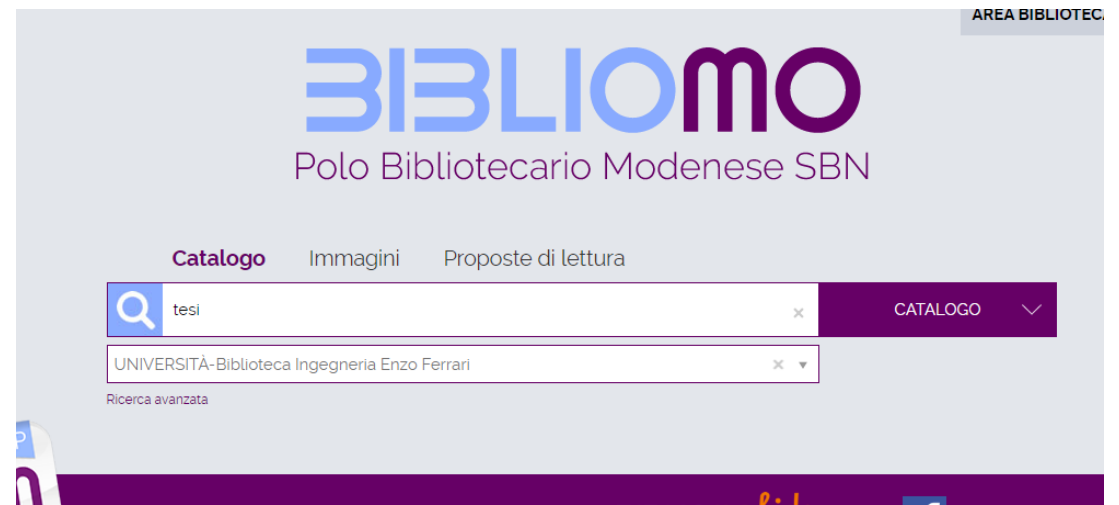 AREA BIBLIOTECA
BIBLIOMO
Polo Bibliotecario Modenese SBN
Catalogo Immagini Proposte di lettura
tesi × CATALOGO
UNIVERSITÀ-Biblioteca Ingegneria Enzo Ferrari ×
Ricerca avanzata